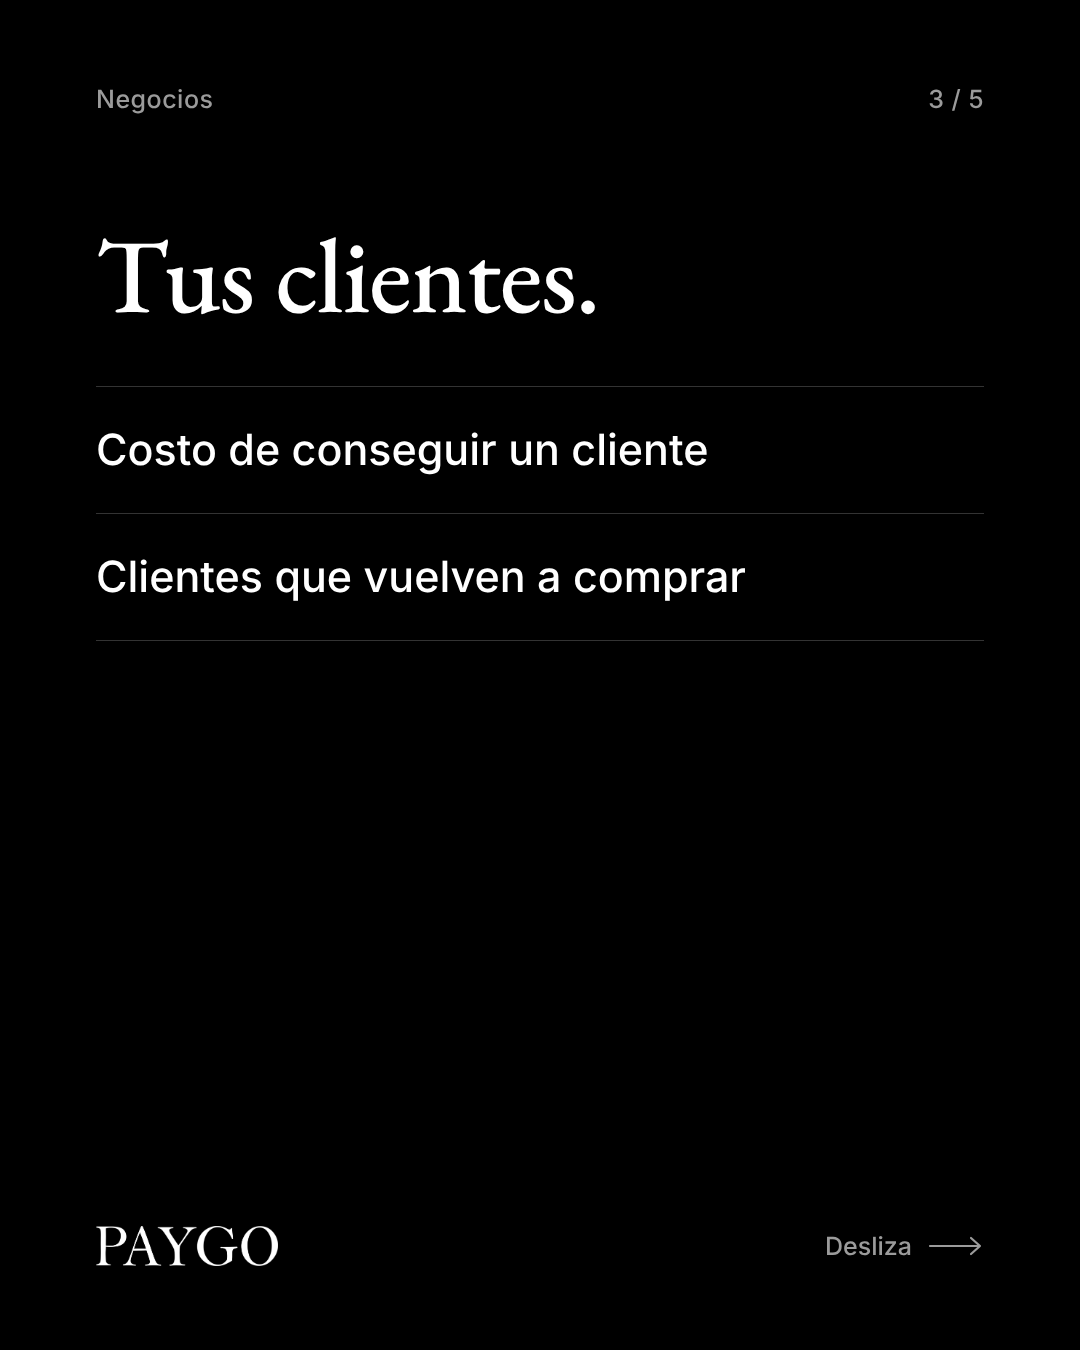 Negocios
3 / 5
Tus clientes.
Costo de conseguir un cliente
Clientes que vuelven a comprar
PAYGO
Desliza